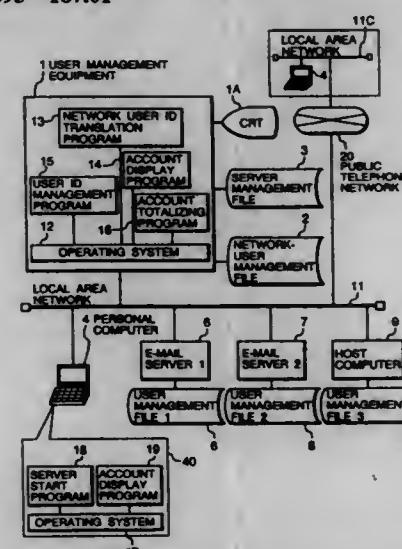 11C
LOCAL AREA
NETWORK
4
1 USER MANAGEMENT
EQUIPMENT
1A
CRT
13
NETWORK USER ID
TRANSLATION
PROGRAM
14
ACCOUNT
DISPLAY
PROGRAM
15
USER ID
MANAGEMENT
PROGRAM
16
ACCOUNT
TOTALIZING
PROGRAM
12
OPERATING SYSTEM
3
SERVER
MANAGEMENT
FILE
2
NETWORK-
USER
MANAGEMENT
FILE
20
PUBLIC
TELEPHON
NETWORK
LOCAL AREA
NETWORK
11
4 PERSONAL
COMPUTER
6
E-MAIL
SERVER 1
7
E-MAIL
SERVER 2
9
HOST
COMPUTER
USER
MANAGEMENT
FILE 1
6
USER
MANAGEMENT
FILE 2
8
USER
MANAGEMENT
FILE 3
18
SERVER
START
PROGRAM
19
ACCOUNT
DISPLAY
PROGRAM
40
OPERATING SYSTEM